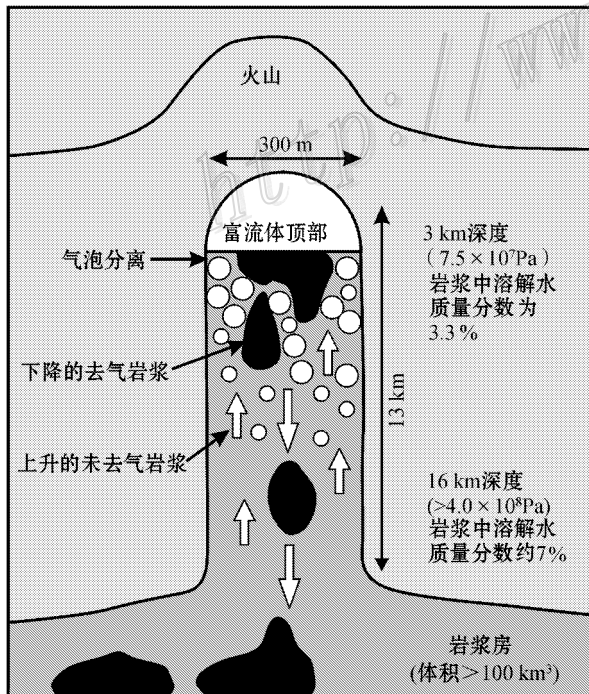 火山
300 m
富流体顶部
气泡分离
3 km深度
(7.5×10⁷Pa)
岩浆中溶解水
质量分数为
3.3%
下降的去气岩浆
13 km
上升的未去气岩浆
16 km深度
(>4.0×10⁸Pa)
岩浆中溶解水
质量分数约7%
岩浆房
(体积>100 km³)
http://ww